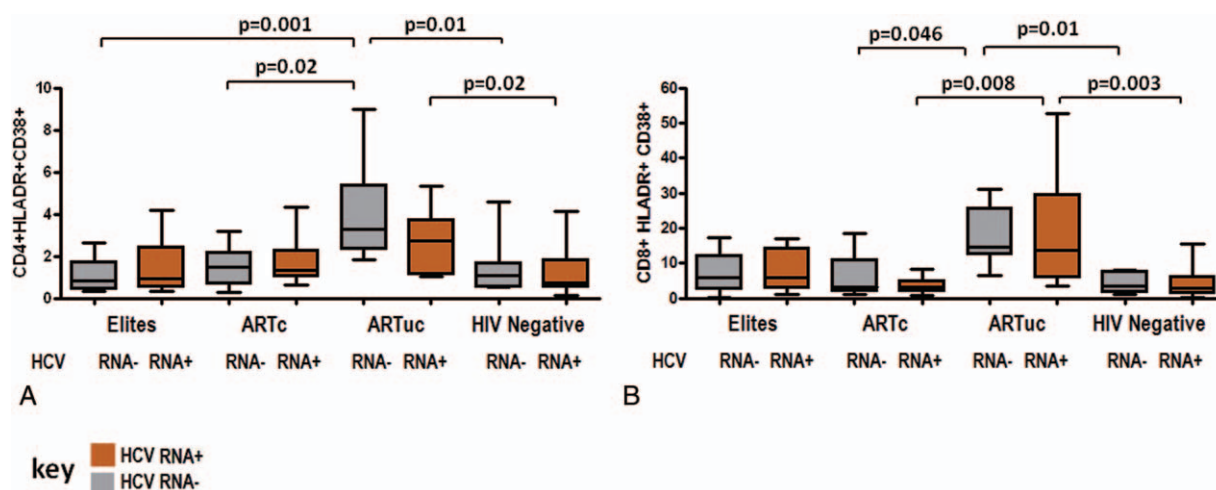 p=0.001 p=0.01
p=0.02 p=0.02
CD4+HLADR+CD38+
10
8
6
4
2
0
Elites ARTc ARTuc HIV Negative
HCV RNA- RNA+ RNA- RNA+ RNA- RNA+ RNA- RNA+
A
p=0.046 p=0.01
p=0.008 p=0.003
CD8+ HLADR+ CD38+
60
50
40
30
20
10
0
Elites ARTc ARTuc HIV Negative
HCV RNA- RNA+ RNA- RNA+ RNA- RNA+ RNA- RNA+
B
key
HCV RNA+
HCV RNA-